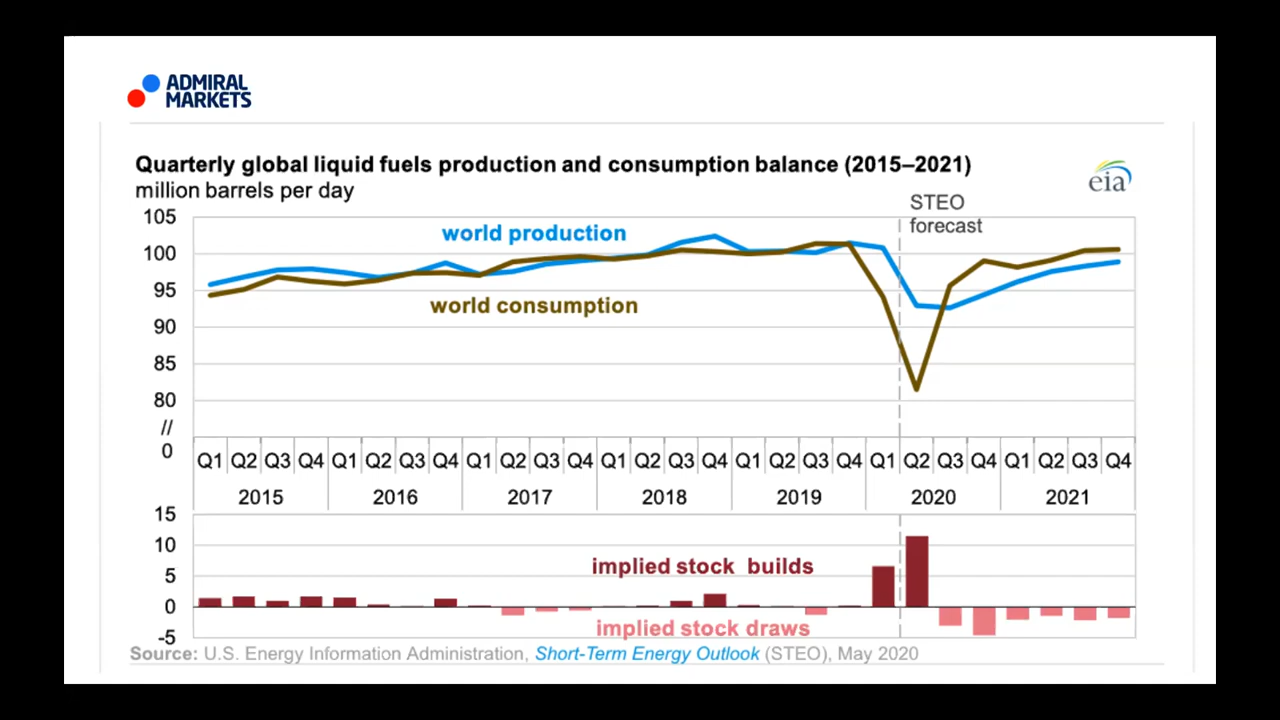 ADMIRAL
MARKETS
Quarterly global liquid fuels production and consumption balance (2015–2021)
million barrels per day
eia
STEO
forecast
105
100
95
90
85
80
//
0
world production
world consumption
Q1 Q2 Q3 Q4 Q1 Q2 Q3 Q4 Q1 Q2 Q3 Q4 Q1 Q2 Q3 Q4 Q1 Q2 Q3 Q4 Q1 Q2 Q3 Q4 Q1 Q2 Q3 Q4
2015 2016 2017 2018 2019 2020 2021
15
10
5
0
-5
implied stock builds
implied stock draws
Source: U.S. Energy Information Administration, Short-Term Energy Outlook (STEO), May 2020